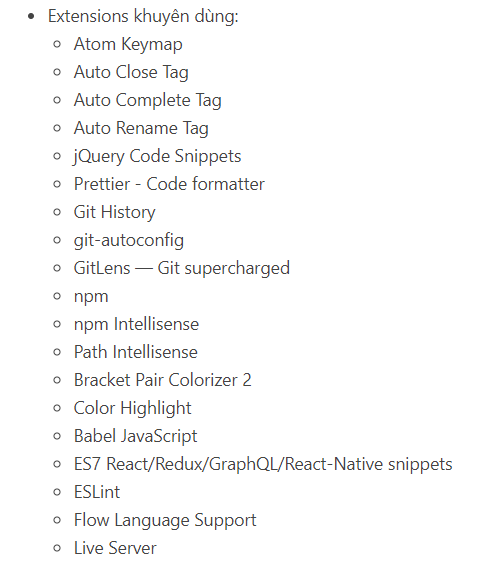 Extensions khuyên dùng:
Atom Keymap
Auto Close Tag
Auto Complete Tag
Auto Rename Tag
jQuery Code Snippets
Prettier - Code formatter
Git History
git-autoconfig
GitLens — Git supercharged
npm
npm Intellisense
Path Intellisense
Bracket Pair Colorizer 2
Color Highlight
Babel JavaScript
ES7 React/Redux/GraphQL/React-Native snippets
ESLint
Flow Language Support
Live Server